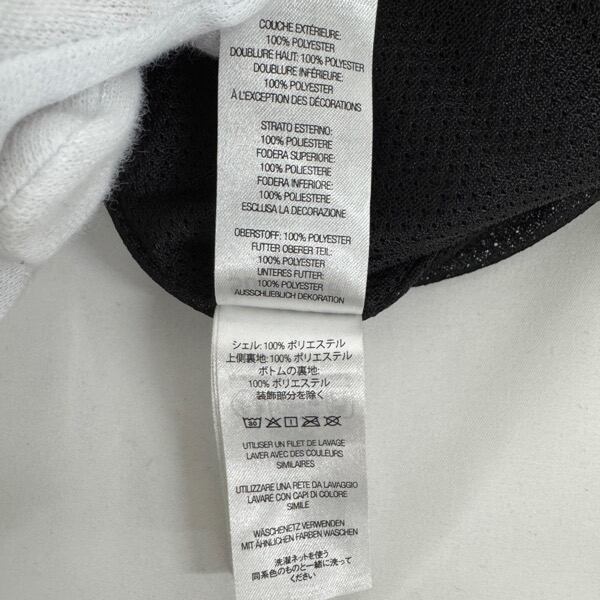 COUCHE EXTÉRIEURE:
100% POLYESTER
DOUBLURE HAUT: 100% POLYESTER
DOUBLURE INFÉRIEURE:
100% POLYESTER
À L'EXCEPTION DES DÉCORATIONS
STRATO ESTERNO:
100% POLIESTERE
FODERA SUPERIORE:
100% POLIESTERE
FODERA INFERIORE:
100% POLIESTERE
ESCLUSA LA DECORAZIONE
OBERSTOFF: 100% POLYESTER
FUTTER OBERER TEIL:
100% POLYESTER
UNTERES FUTTER:
100% POLYESTER
AUSSCHLIEßLICH DEKORATION
シェル: 100% ポリエステル
上側裏地: 100% ポリエステル
ボトムの裏地:
100% ポリエステル
装飾部分を除く
30
UTILISER UN FILET DE LAVAGE
LAVER AVEC DES COULEURS
SIMILAIRES
UTILIZZARE UNA RETE DA LAVAGGIO
LAVARE CON CAPI DI COLORE
SIMILE
WÄSCHENETZ VERWENDEN
MIT ÄHNLICHEN FARBEN WASCHEN
洗濯ネットを使う
同系色のものと一緒に洗って
ください